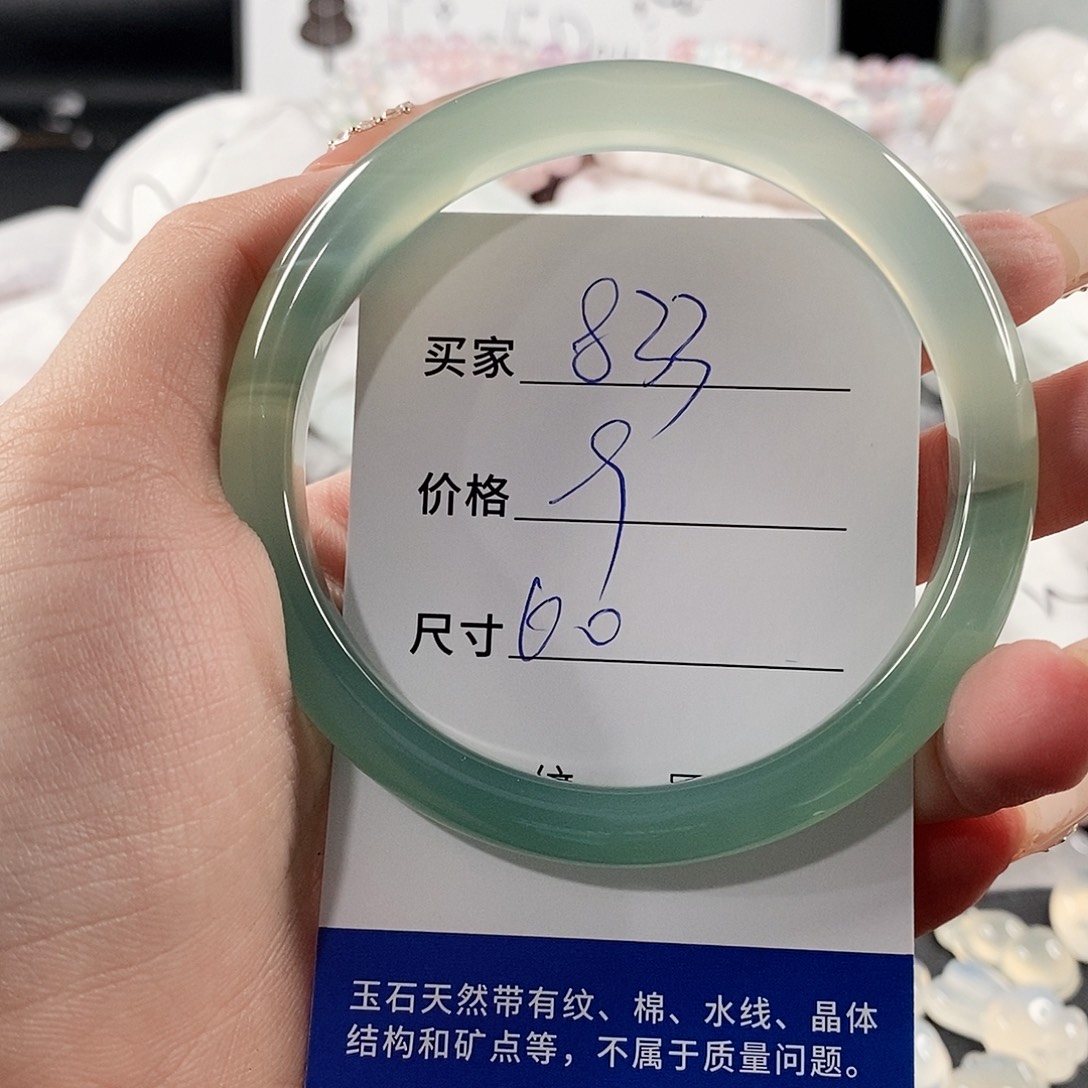 买家 833
价格 9
尺寸 60
玉石天然带有纹、棉、水线、晶体
结构和矿点等，不属于质量问题。